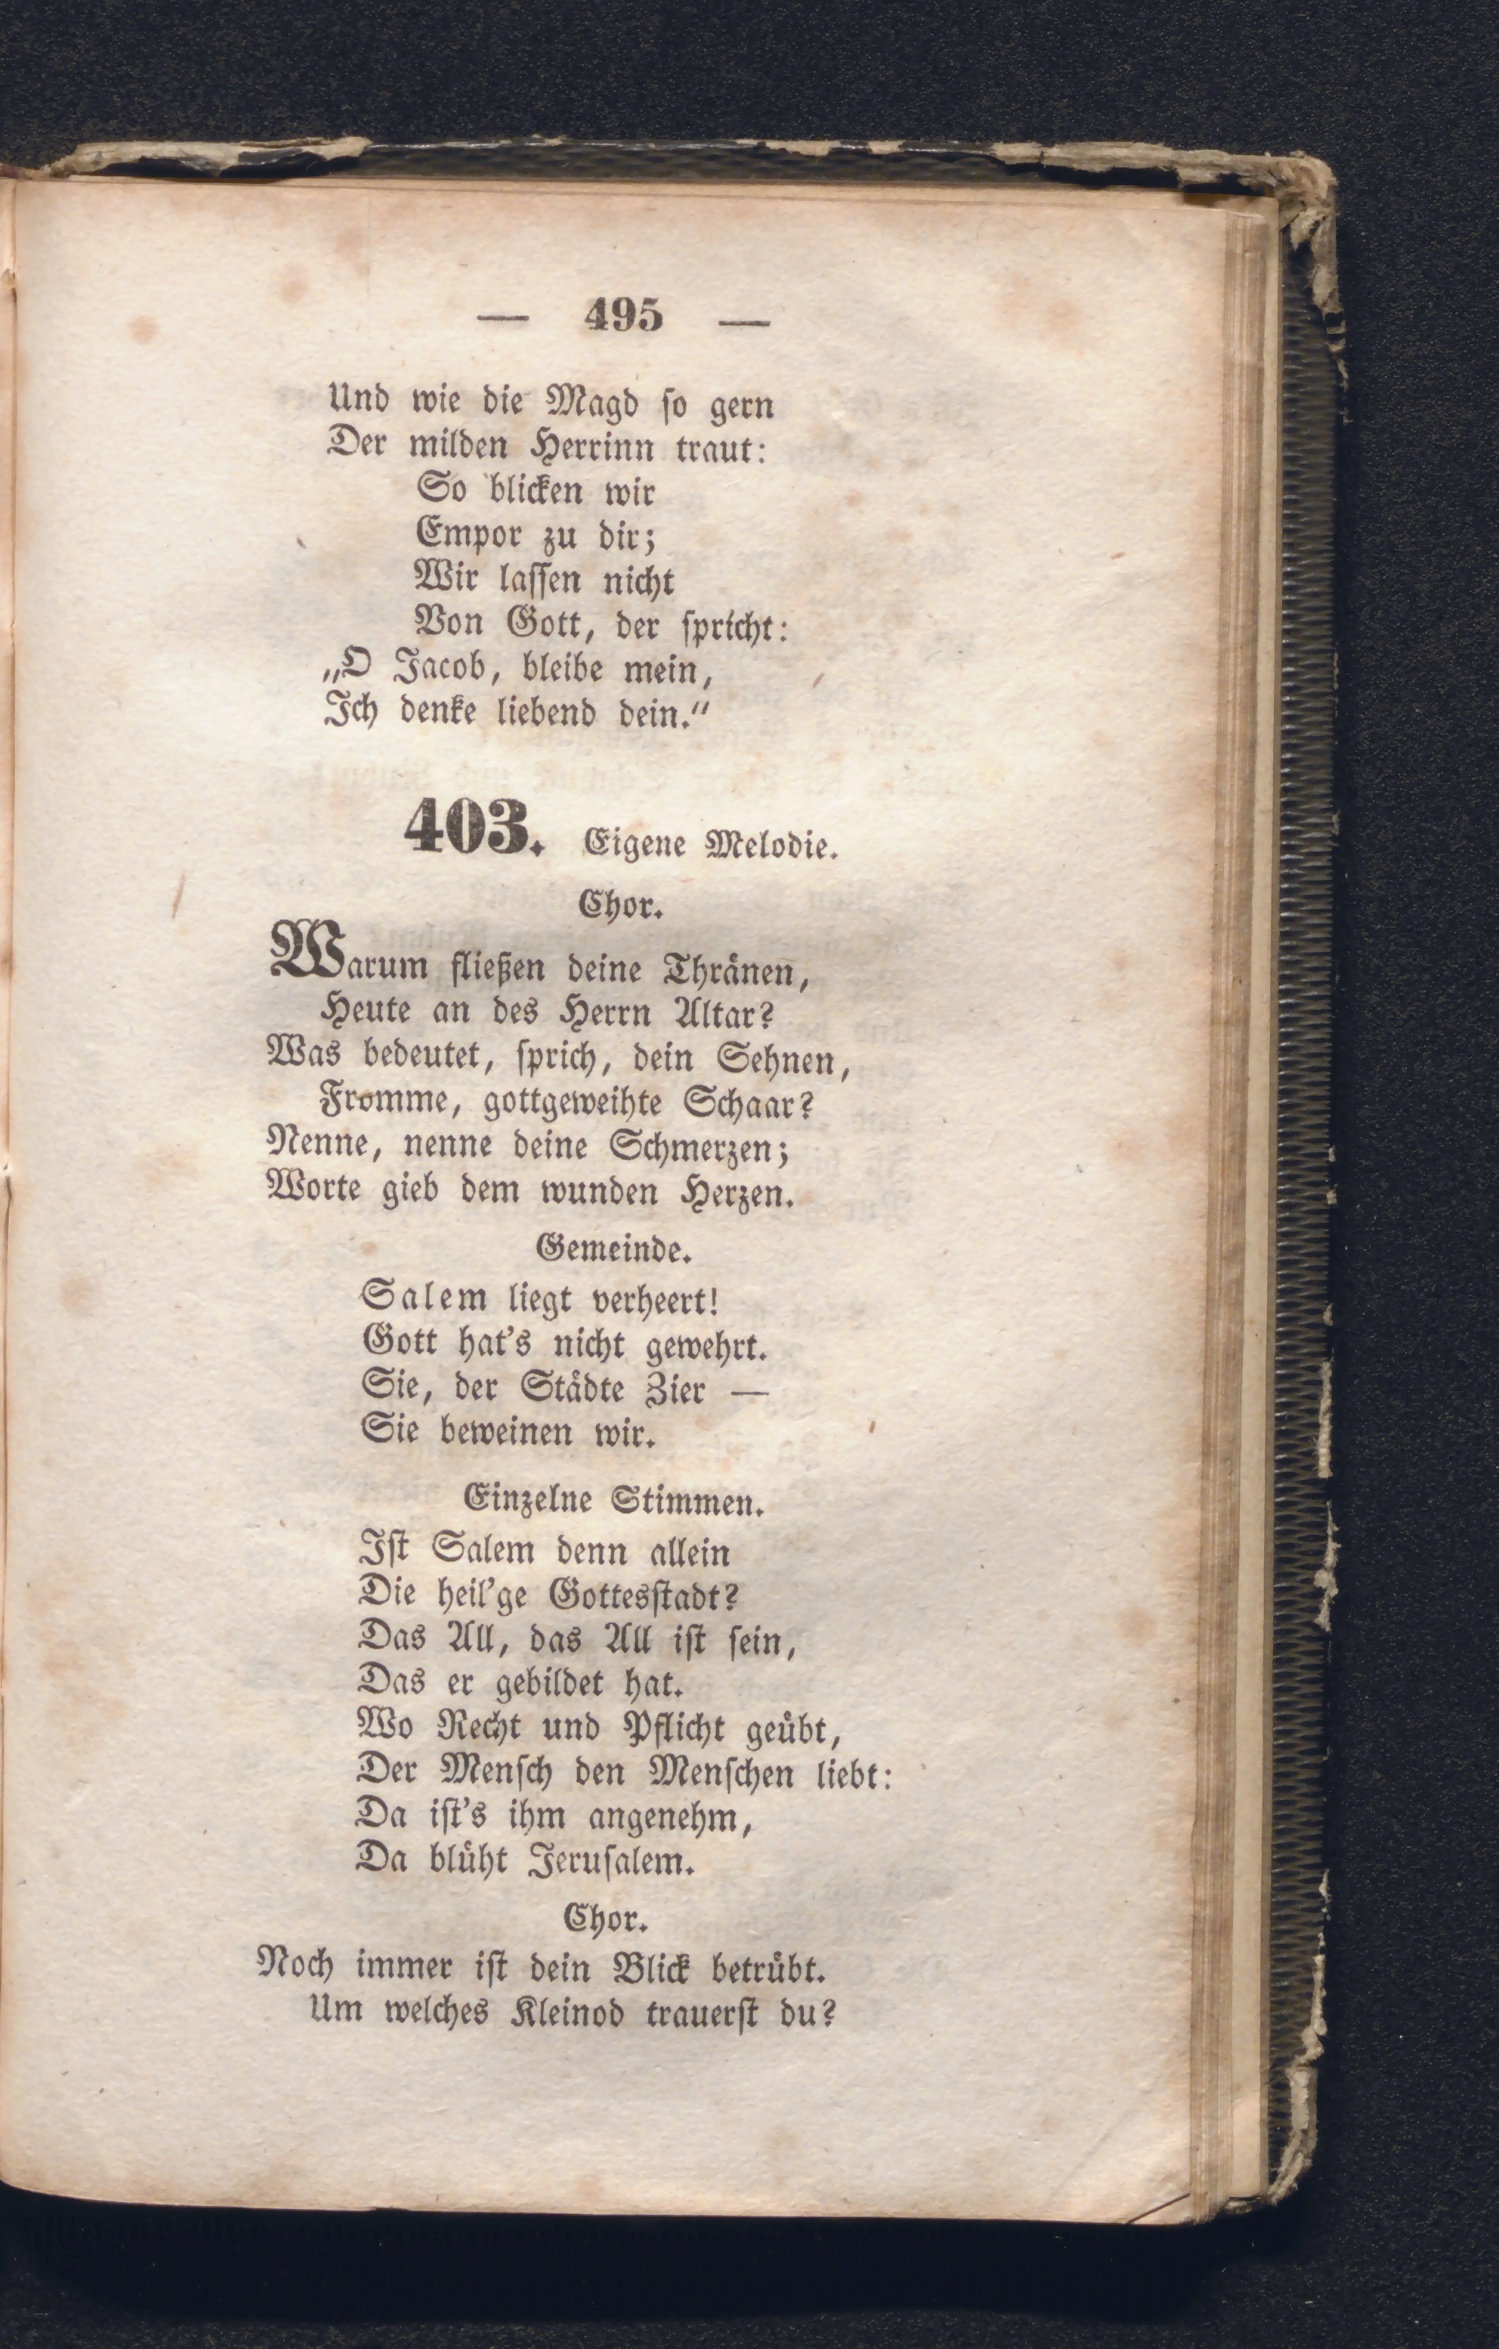 — 495 —
Und wie die Magd so gern
Der milden Herrinn traut:
So blicken wir
Empor zu dir;
Wir lassen nicht
Von Gott, der spricht:
„O Jacob, bleibe mein,
Ich denke liebend dein.“
403. Eigene Melodie.
Chor.
Warum fließen deine Thränen,
Heute an des Herrn Altar?
Was bedeutet, sprich, dein Sehnen,
Fromme, gottgeweihte Schaar?
Nenne, nenne deine Schmerzen;
Worte gieb dem wunden Herzen.
Gemeinde.
Salem liegt verheert!
Gott hat's nicht gewehrt.
Sie, der Städte Zier —
Sie beweinen wir.
Einzelne Stimmen.
Ist Salem denn allein
Die heil'ge Gottesstadt?
Das All, das All ist sein,
Das er gebildet hat.
Wo Recht und Pflicht geübt,
Der Mensch den Menschen liebt:
Da ist's ihm angenehm,
Da blüht Jerusalem.
Chor.
Noch immer ist dein Blick betrübt.
Um welches Kleinod trauerst du?